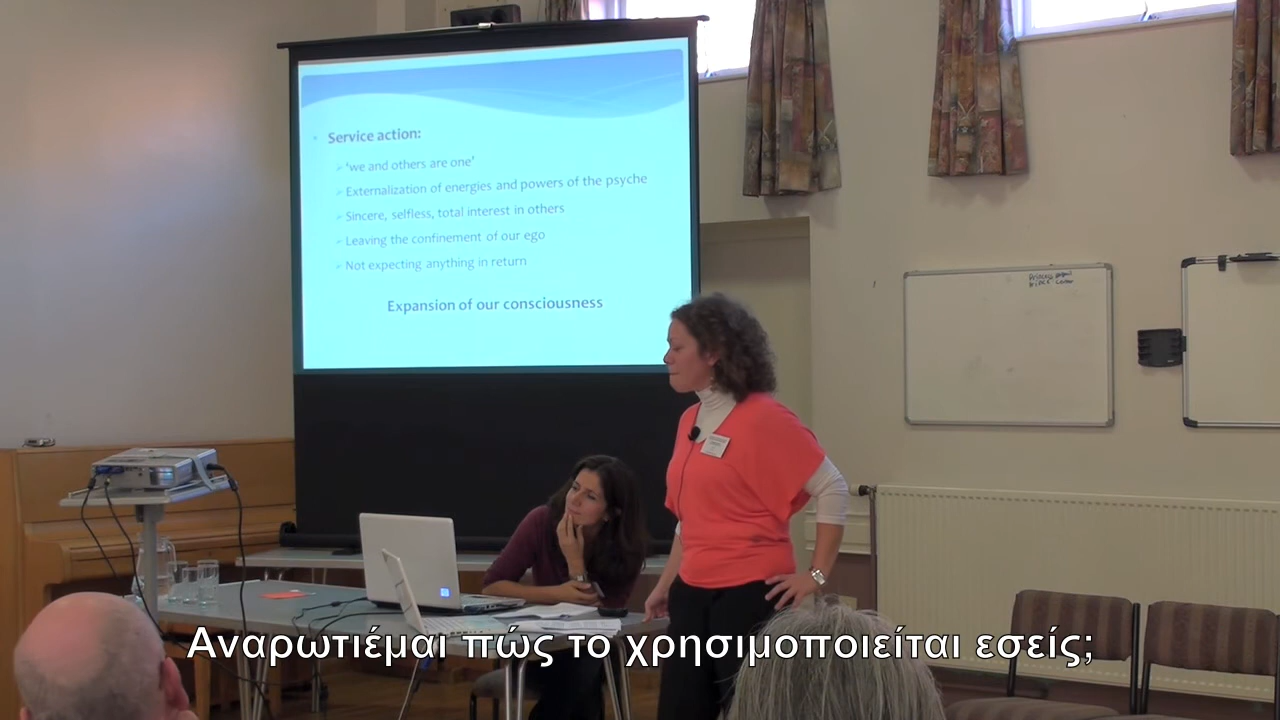 Service action:
'we and others are one'
Externalization of energies and powers of the psyche
Sincere, selfless, total interest in others
Leaving the confinement of our ego
Not expecting anything in return
Expansion of our consciousness
Αναρωτιέμαι πώς το χρησιμοποιείται εσείς;